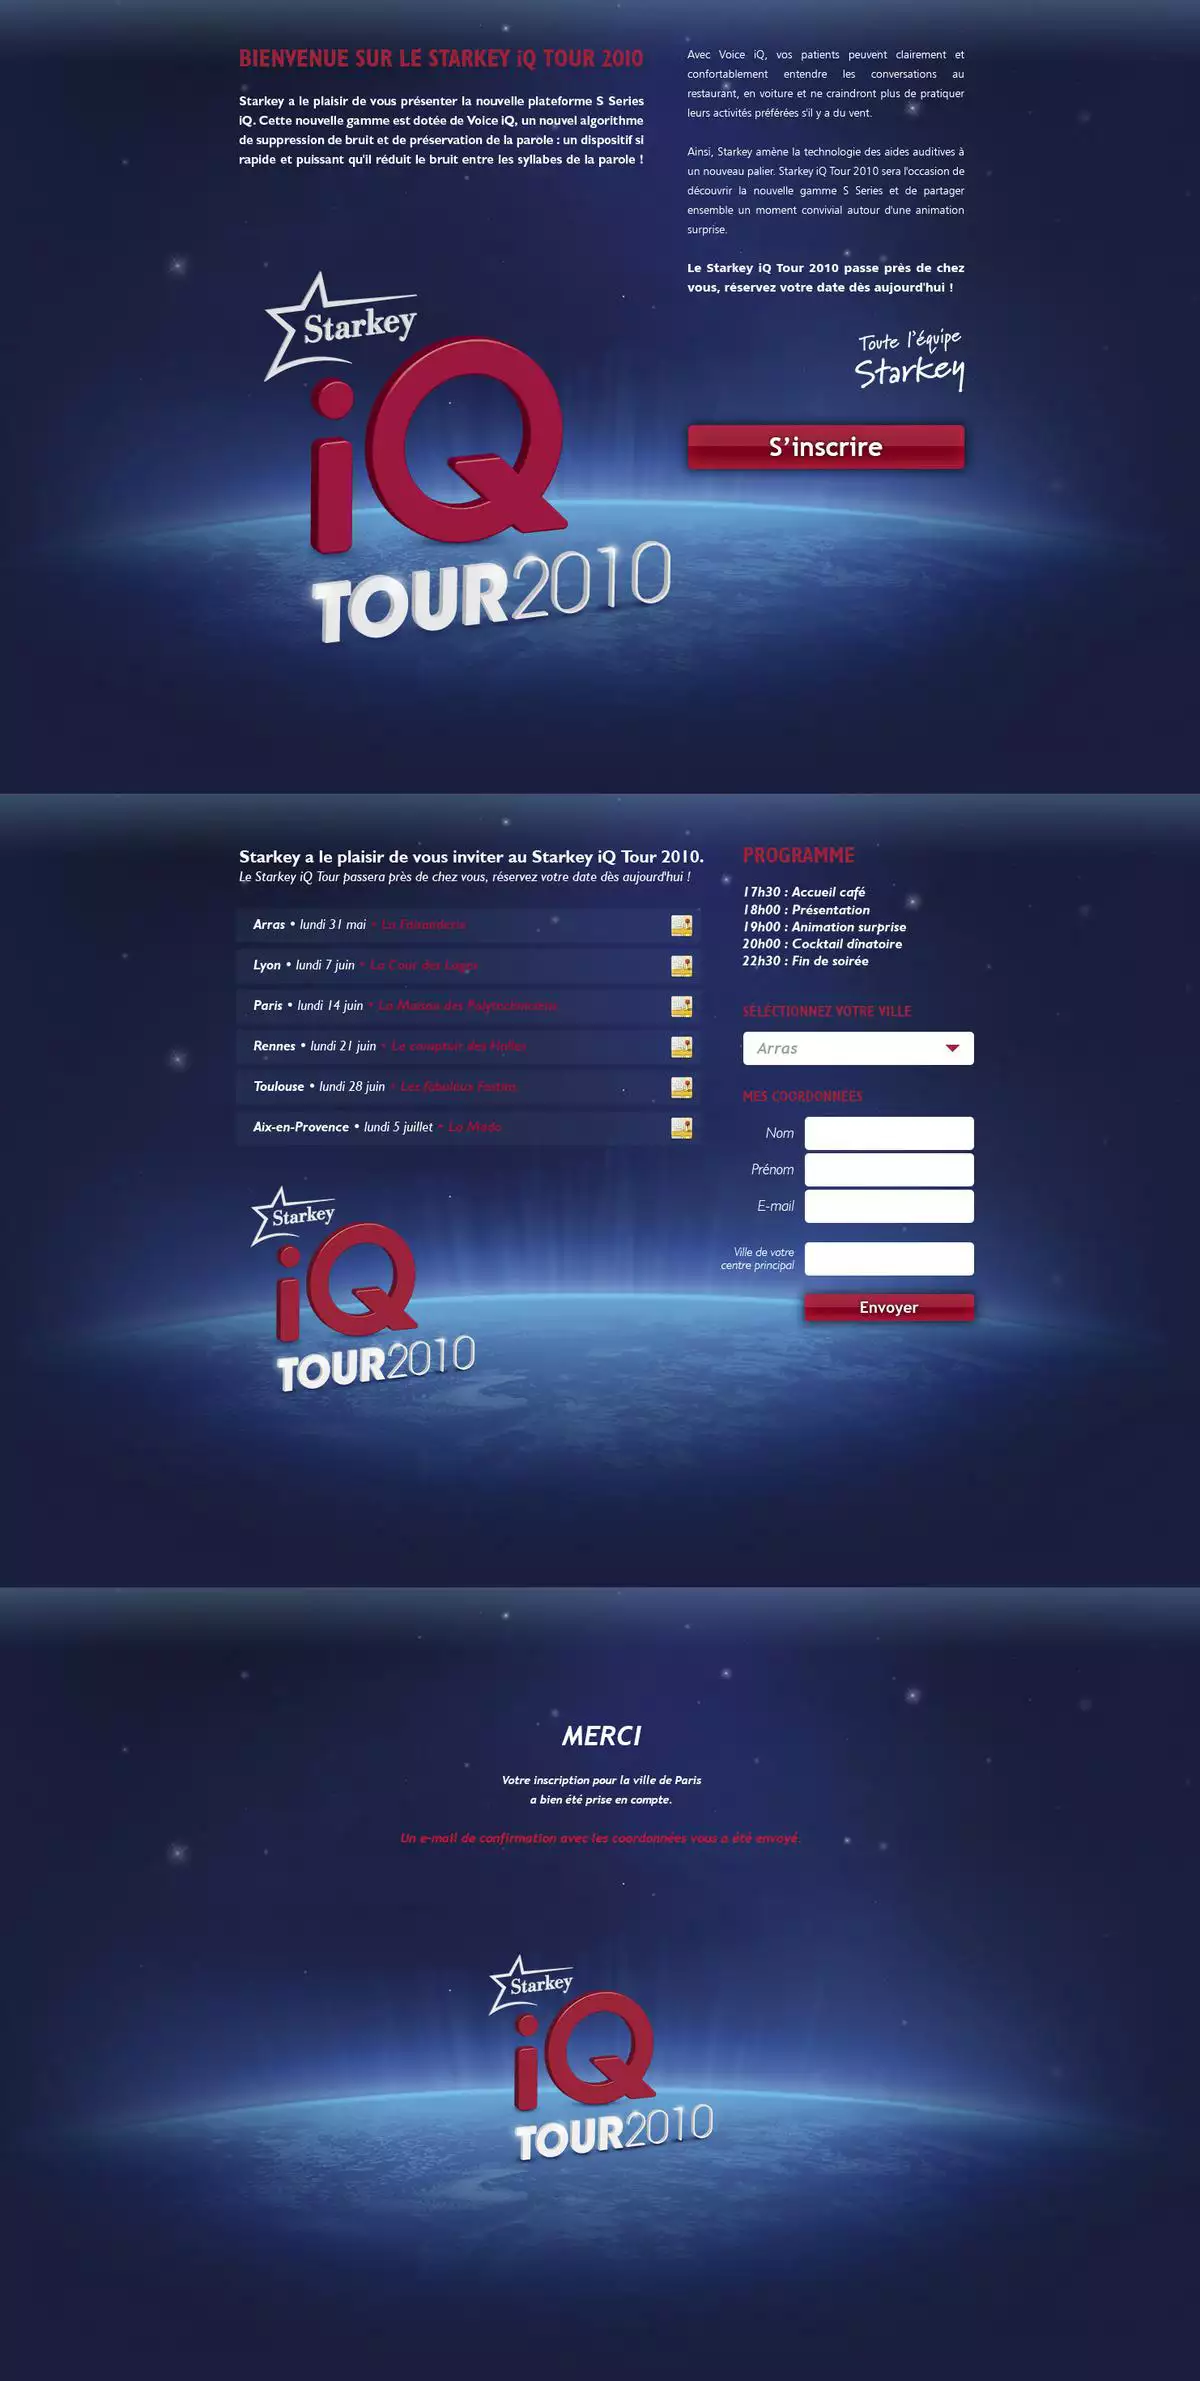 BIENVENUE SUR LE STARKEY iQ TOUR 2010
Starkey a le plaisir de vous présenter la nouvelle plateforme S Series
iQ. Cette nouvelle gamme est dotée de Voice iQ, un nouvel algorithme
de suppression de bruit et de préservation de la parole : un dispositif si
rapide et puissant qu'il réduit le bruit entre les syllabes de la parole !
Avec Voice iQ, vos patients peuvent clairement et
confortablement entendre les conversations au
restaurant, en voiture et ne craindront plus de pratiquer
leurs activités préférées s'il y a du vent.
Ainsi, Starkey amène la technologie des aides auditives à
un nouveau palier. Starkey iQ Tour 2010 sera l'occasion de
découvrir la nouvelle gamme S Series et de partager
ensemble un moment convivial autour d'une animation
surprise.
Le Starkey iQ Tour 2010 passe près de chez
vous, réservez votre date dès aujourd'hui !
Toute l'équipe
Starkey
S'inscrire
Starkey
iQ
TOUR2010
Starkey a le plaisir de vous inviter au Starkey iQ Tour 2010.
Le Starkey iQ Tour passera près de chez vous, réservez votre date dès aujourd'hui !
Arras • lundi 31 mai • La Faisanderie
Lyon • lundi 7 juin • La Cour des Loges
Paris • lundi 14 juin • La Maison des Polytechniciens
Rennes • lundi 21 juin • Le comptoir des Halles
Toulouse • lundi 28 juin • Les fabuleux Festins
Aix-en-Provence • lundi 5 juillet • La Mado
PROGRAMME
17h30 : Accueil café
18h00 : Présentation
19h00 : Animation surprise
20h00 : Cocktail dînatoire
22h30 : Fin de soirée
SÉLÉCTIONNEZ VOTRE VILLE
Arras
MES COORDONNÉES
Nom
Prénom
E-mail
Ville de votre
centre principal
Envoyer
Starkey
iQ
TOUR2010
MERCI
Votre inscription pour la ville de Paris
a bien été prise en compte.
Un e-mail de confirmation avec les coordonnées vous a été envoyé.
Starkey
iQ
TOUR2010